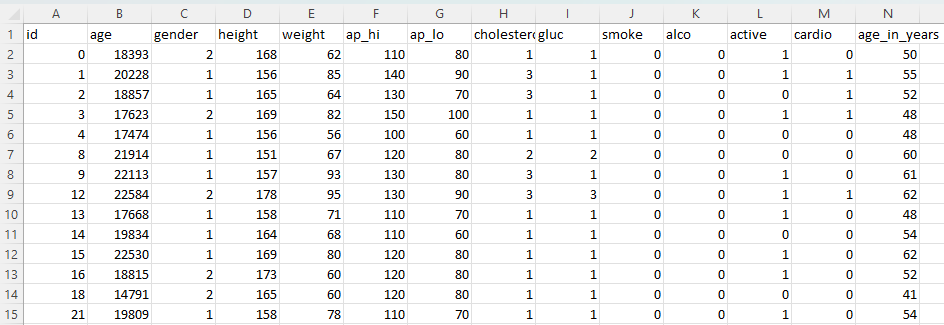 A B C D E F G H I J K L M N
1 id age gender height weight ap_hi ap_lo cholestero gluc smoke alco active cardio age_in_years
2 0 18393 2 168 62 110 80 1 1 0 0 1 0 50
3 1 20228 1 156 85 140 90 3 1 0 0 1 1 55
4 2 18857 1 165 64 130 70 3 1 0 0 0 1 52
5 3 17623 2 169 82 150 100 1 1 0 0 1 1 48
6 4 17474 1 156 56 100 60 1 1 0 0 0 0 48
7 8 21914 1 151 67 120 80 2 2 0 0 0 0 60
8 9 22113 1 157 93 130 80 3 1 0 0 1 0 61
9 12 22584 2 178 95 130 90 3 3 0 0 1 1 62
10 13 17668 1 158 71 110 70 1 1 0 0 1 0 48
11 14 19834 1 164 68 110 60 1 1 0 0 0 0 54
12 15 22530 1 169 80 120 80 1 1 0 0 1 0 62
13 16 18815 2 173 60 120 80 1 1 0 0 1 0 52
14 18 14791 2 165 60 120 80 1 1 0 0 0 0 41
15 21 19809 1 158 78 110 70 1 1 0 0 1 0 54